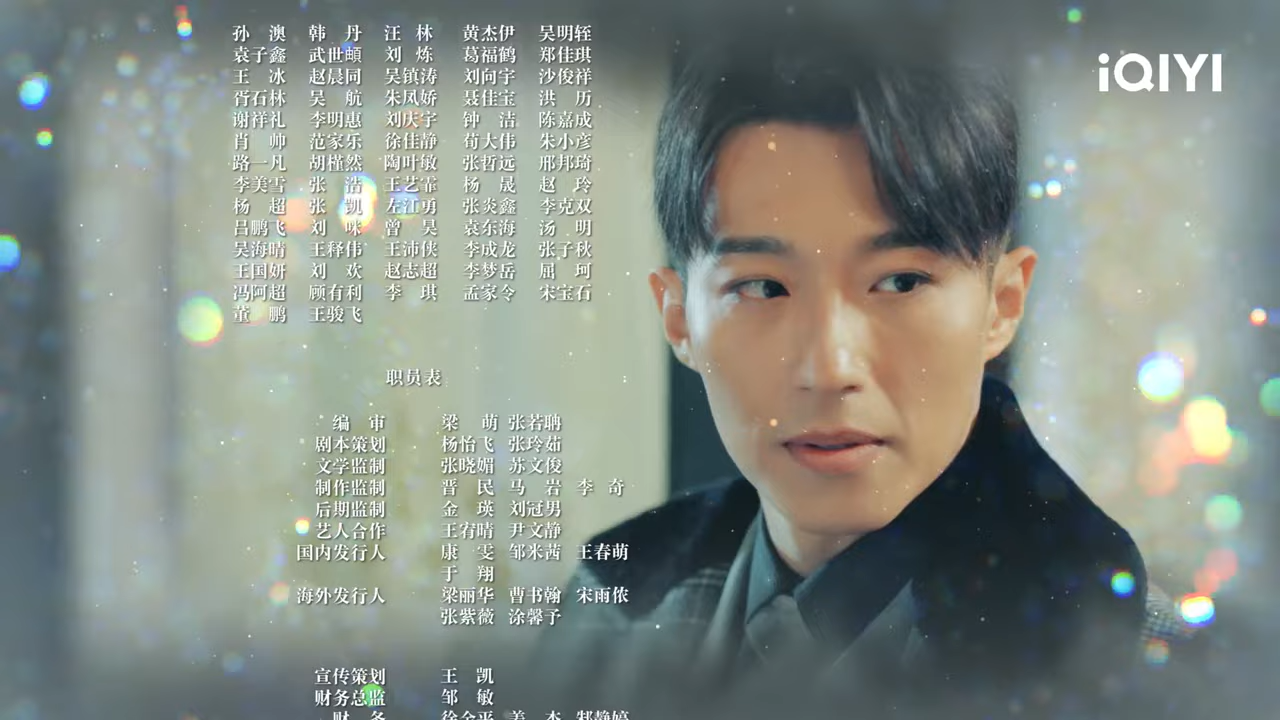 孙 澳 韩 丹 汪 林 黄杰伊 吴明轾
iQIYI
袁子鑫 武世頔 刘 炼 葛福鹤 郑佳琪
王 冰 赵晨同 吴镇涛 刘向宇 沙俊祥
胥石林 吴 航 朱凤娇 聂佳宝 洪 历
谢祥礼 李明惠 刘庆宇 钟 洁 陈嘉成
肖 帅 范家乐 徐佳静 荀大伟 朱小彦
路一凡 胡槿然 陶叶敏 张哲远 邢邦琦
李美雪 张 浩 王艺霏 杨 晟 赵 玲
杨 超 张 凯 左江勇 张炎鑫 李克双
吕鹏飞 刘 咪 曾 昊 袁东海 汤 明
吴海晴 王释伟 王沛侠 李成龙 张子秋
王国妍 刘 欢 赵志超 李梦岳 屈 珂
冯阿超 顾有利 李 琪 孟家令 宋宝石
董 鹏 王骏飞
职员表
编 审 梁 萌 张若聃
剧本策划 杨怡飞 张玲茹
文学监制 张晓媚 苏文俊
制作监制 晋 民 马 岩 李 奇
后期监制 金 瑛 刘冠男
艺人合作 王宥晴 尹文静
国内发行人 康 雯 邹米茜 王春萌
于 翔
海外发行人 梁丽华 曹书翰 宋雨侬
张紫薇 涂馨予
宣传策划 王 凯
财务总监 邹 敏
财 务